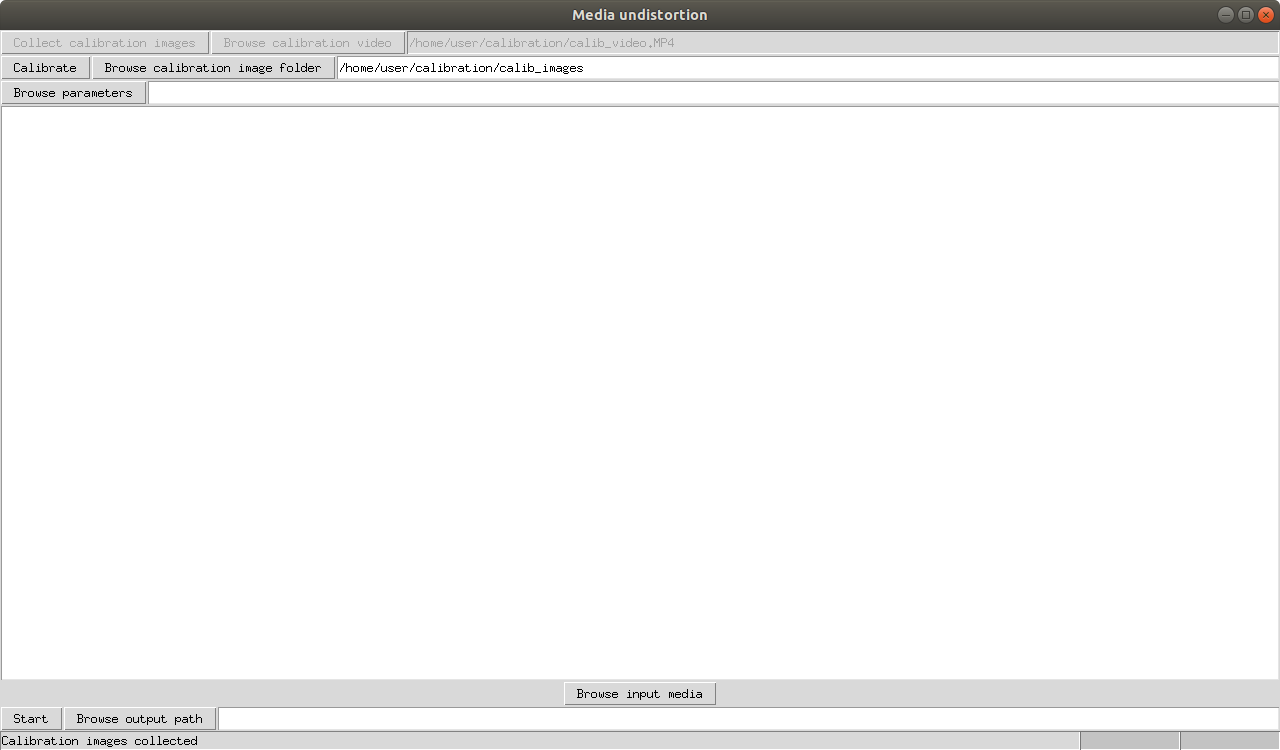 Media undistortion
Collect calibration images Browse calibration video /home/user/calibration/calib_video.MP4
Calibrate Browse calibration image folder /home/user/calibration/calib_images
Browse parameters
Browse input media
Start Browse output path
Calibration images collected